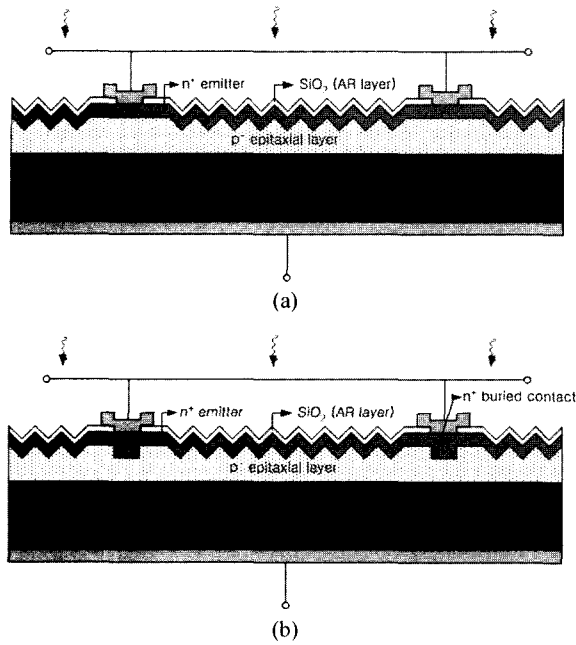 n+ emitter
SiO2 (AR layer)
p- epitaxial layer
(a)
n+ buried contact
n+ emitter
SiO2 (AR layer)
p- epitaxial layer
(b)